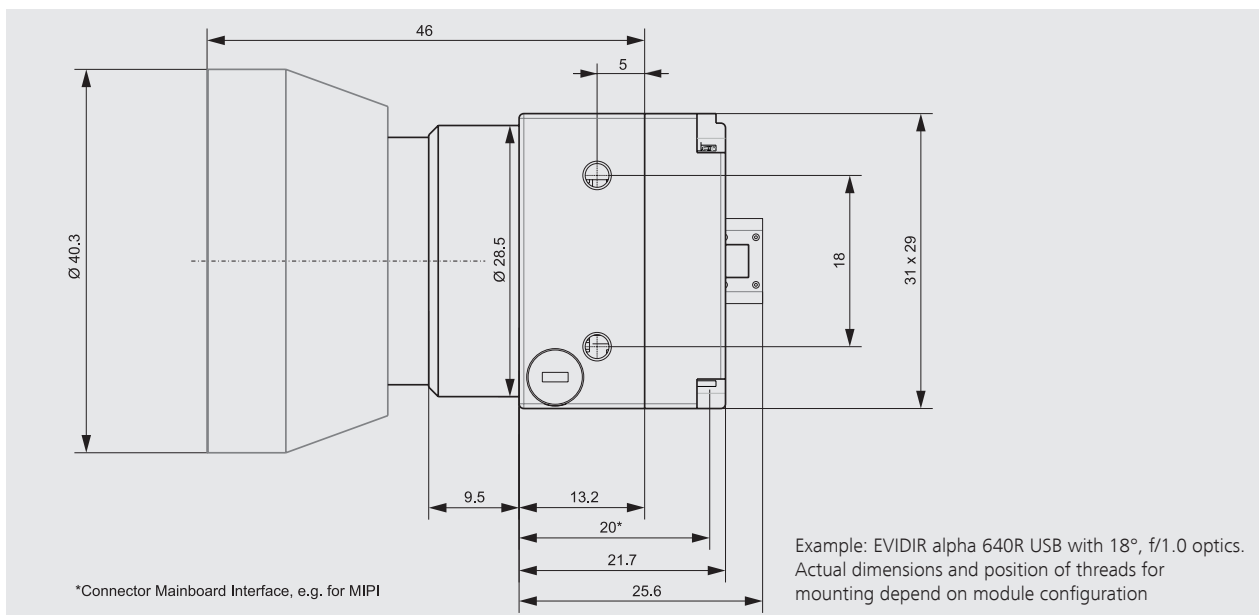 46
5
Ø 40.3
Ø 28.5
18
31 x 29
9.5
13.2
20*
21.7
25.6
*Connector Mainboard Interface, e.g. for MIPI
Example: EVIDIR alpha 640R USB with 18°, f/1.0 optics.
Actual dimensions and position of threads for
mounting depend on module configuration